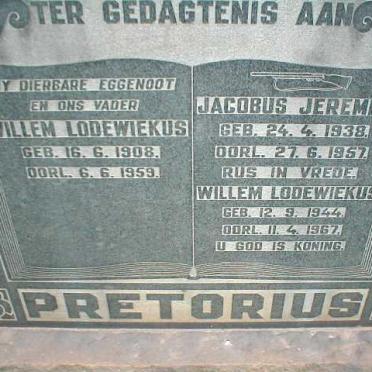 TER GEDAGTENIS AAN
Y DIERBARE EGGENOOT
EN ONS VADER
WILLEM LODEWIEKUS
GEB. 16. 6. 1908.
OORL. 6. 6. 1959.
JACOBUS JEREM
GEB. 24. 4. 1938.
OORL. 27. 6. 1957.
RUS IN VREDE.
WILLEM LODEWIEKUS
GEB. 12. 9. 1944.
OORL. 11. 4. 1967.
U GOD IS KONING.
PRETORIUS